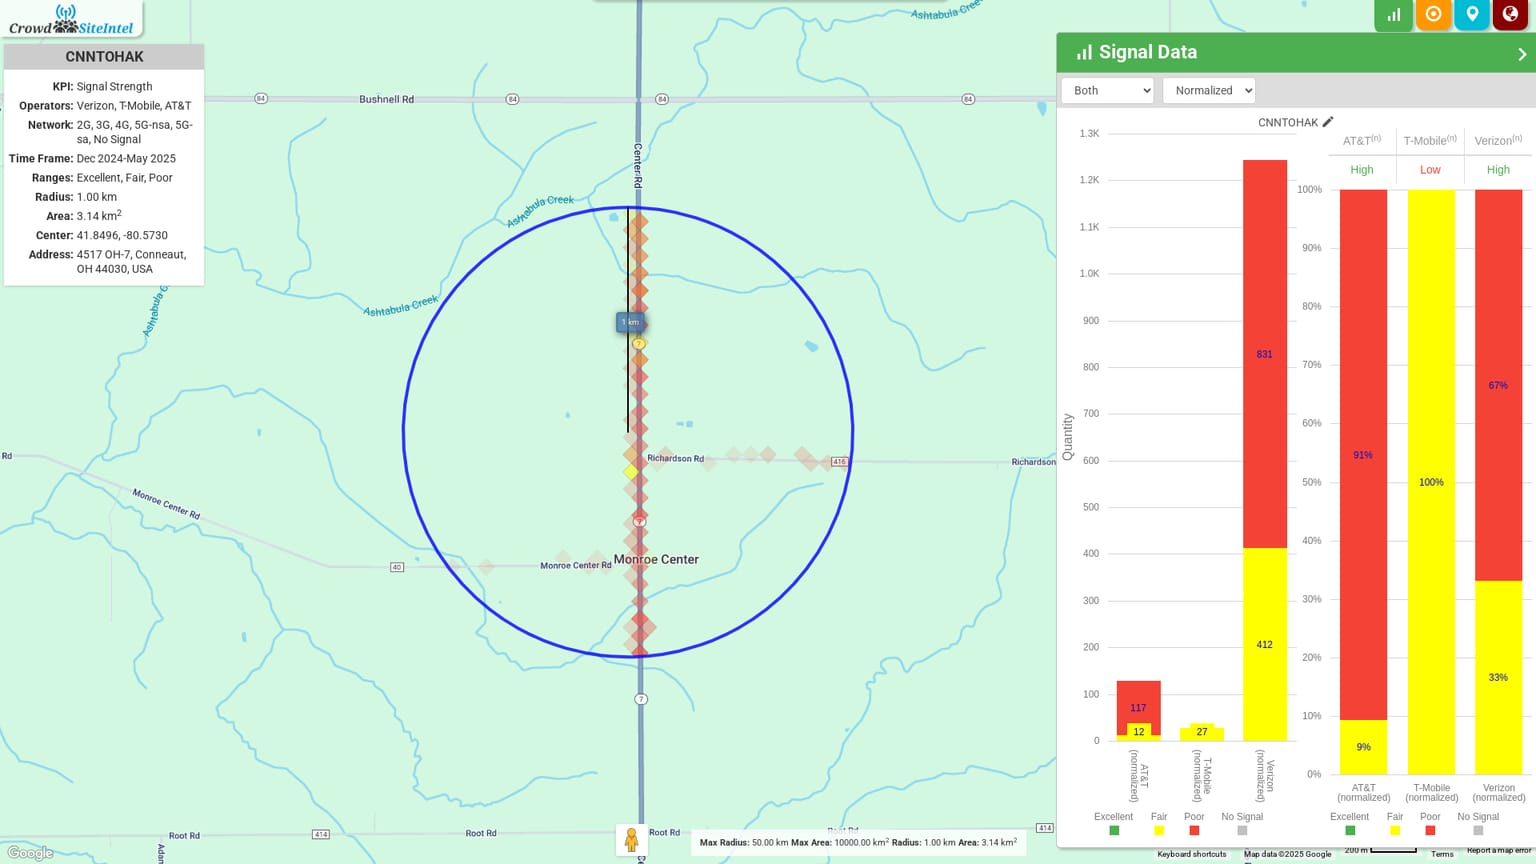 Crowd SiteIntel
CNNTOHAK
KPI: Signal Strength
Operators: Verizon, T-Mobile, AT&T
Network: 2G, 3G, 4G, 5G-nsa, 5G-
sa, No Signal
Time Frame: Dec 2024-May 2025
Ranges: Excellent, Fair, Poor
Radius: 1.00 km
Area: 3.14 km²
Center: 41.8496, -80.5730
Address: 4517 OH-7, Conneaut,
OH 44030, USA
Ashtabula Creek
84
Bushnell Rd
84
84
84
Center Rd
Ashtabula Creek
Ashtabula Creek
Ashtabula C
1 km
7
Rd
Richardson Rd
416
Richardson
Monroe Center Rd
7
Monroe Center
40
Monroe Center Rd
7
Root Rd
414
Root Rd
Root Rd
Root Rd
414
Adam
Ce
Google
Max Radius: 50.00 km Max Area: 10000.00 km² Radius: 1.00 km Area: 3.14 km²
Keyboard shortcuts
Map data ©2025 Google
200 m
Terms
Report a map error
Signal Data
Both
Normalized
CNNTOHAK
1.3K
1.2K
1.1K
1.0K
900
800
700
600
500
400
300
200
100
0
Quantity
831
412
117
12
27
AT&T
(normalized)
T-Mobile
(normalized)
Verizon
(normalized)
Excellent
Fair
Poor
No Signal
AT&T(n)
T-Mobile(n)
Verizon(n)
High
Low
High
100%
90%
80%
70%
60%
50%
40%
30%
20%
10%
0%
91%
9%
100%
67%
33%
AT&T
(normalized)
T-Mobile
(normalized)
Verizon
(normalized)
Excellent
Fair
Poor
No Signal